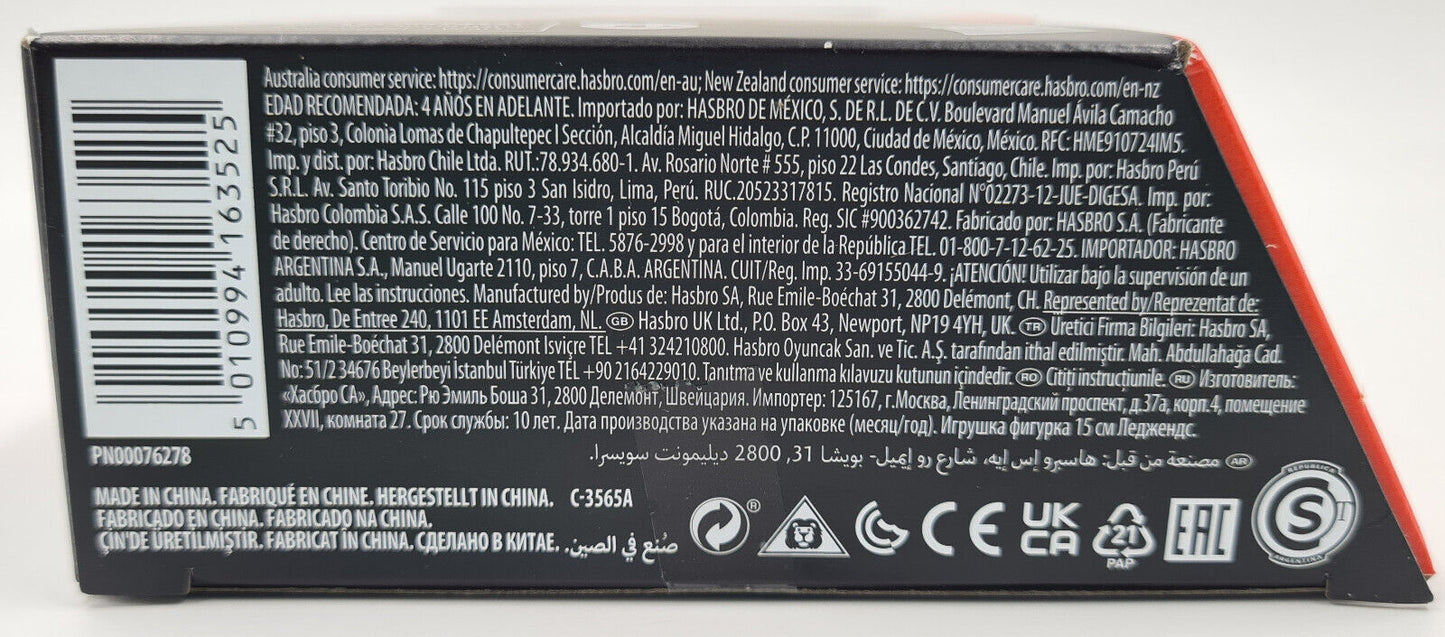 Australia consumer service: https://consumercare.hasbro.com/en-au; New Zealand consumer service: https://consumercare.hasbro.com/en-nz
EDAD RECOMENDADA: 4 AÑOS EN ADELANTE. Importado por: HASBRO DE MÉXICO, S. DE R.L. DE C.V. Boulevard Manuel Ávila Camacho
#32, piso 3, Colonia Lomas de Chapultepec I Sección, Alcaldía Miguel Hidalgo, C.P. 11000, Ciudad de México, México. RFC: HME910724IM5.
Imp. y dist. por: Hasbro Chile Ltda. RUT.:78.934.680-1. Av. Rosario Norte # 555, piso 22 Las Condes, Santiago, Chile. Imp. por: Hasbro Perú
S.R.L. Av. Santo Toribio No. 115 piso 3 San Isidro, Lima, Perú. RUC.20523317815. Registro Nacional N°02273-12-JUE-DIGESA. Imp. por:
Hasbro Colombia S.A.S. Calle 100 No. 7-33, torre 1 piso 15 Bogotá, Colombia. Reg. SIC #900362742. Fabricado por: HASBRO S.A. (Fabricante
de derecho). Centro de Servicio para México: TEL. 5876-2998 y para el interior de la República TEL. 01-800-7-12-62-25. IMPORTADOR: HASBRO
ARGENTINA S.A., Manuel Ugarte 2110, piso 7, C.A.B.A. ARGENTINA. CUIT/Reg. Imp. 33-69155044-9. ¡ATENCIÓN! Utilizar bajo la supervisión de un
adulto. Lee las instrucciones. Manufactured by/Produs de: Hasbro SA, Rue Emile-Boéchat 31, 2800 Delémont, CH. Represented by/Reprezentat de:
Hasbro, De Entree 240, 1101 EE Amsterdam, NL. GB Hasbro UK Ltd., P.O. Box 43, Newport, NP19 4YH, UK. TR Üretici Firma Bilgileri: Hasbro SA,
Rue Emile-Boéchat 31, 2800 Delémont Isviçre TEL +41 324210800. Hasbro Oyuncak San. ve Tic. A.Ş. tarafından ithal edilmiştir. Mah. Abdullahağa Cad.
No: 51/2 34676 Beylerbeyi İstanbul Türkiye TEL +90 2164229010. Tanıtma ve kullanma kılavuzu kutunun içindedir. RO Citiți instrucțiunile. RU Изготовитель:
«Хасбро СА», Адрес: Рю Эмиль Боша 31, 2800 Делемонт, Швейцария. Импортер: 125167, г.Москва, Ленинградский проспект, д.37а, корп.4, помещение
XXVII, комната 27. Срок службы: 10 лет. Дата производства указана на упаковке (месяц/год). Игрушка фигурка 15 см Леджендс.
AR مصنعة من قبل: هاسبرو إس إيه، شارع رو إيميل- بويشا 31, 2800 ديليمونت سويسرا.
5 010994 163525
PN00076278
MADE IN CHINA. FABRIQUÉ EN CHINE. HERGESTELLT IN CHINA. C-3565A
FABRICADO EN CHINA. FABRICADO NA CHINA.
ÇİN'DE ÜRETİLMİŞTİR. FABRICAT ÎN CHINA. СДЕЛАНО В КИТАЕ. صُنع في الصين.
®
CE
UK
CA
21
PAP
EAC
REPUBLICA
S
ARGENTINA